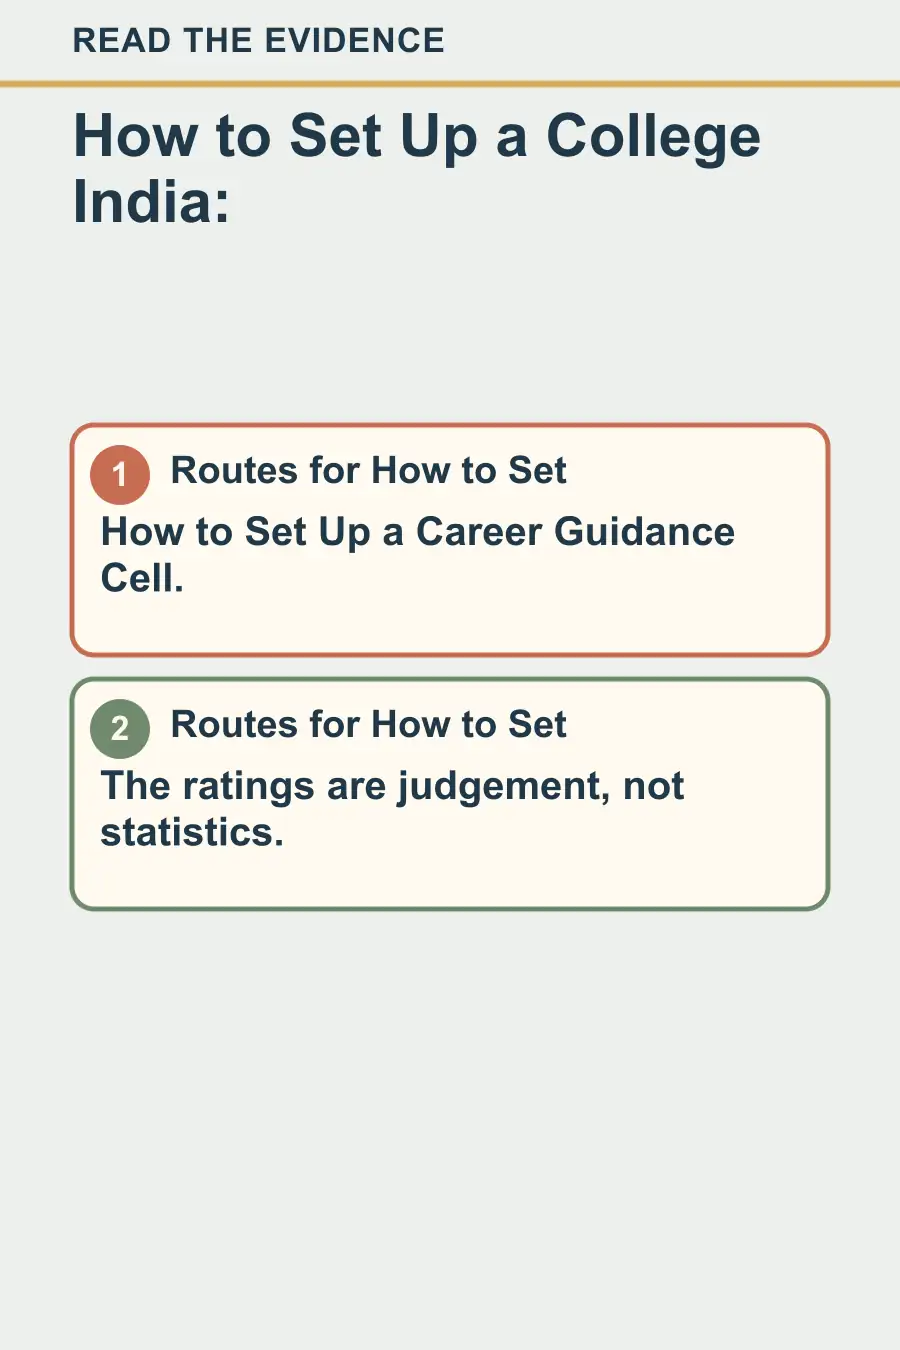 READ THE EVIDENCE
How to Set Up a College
India:
1
Routes for How to Set
How to Set Up a Career Guidance
Cell.
2
Routes for How to Set
The ratings are judgement, not
statistics.